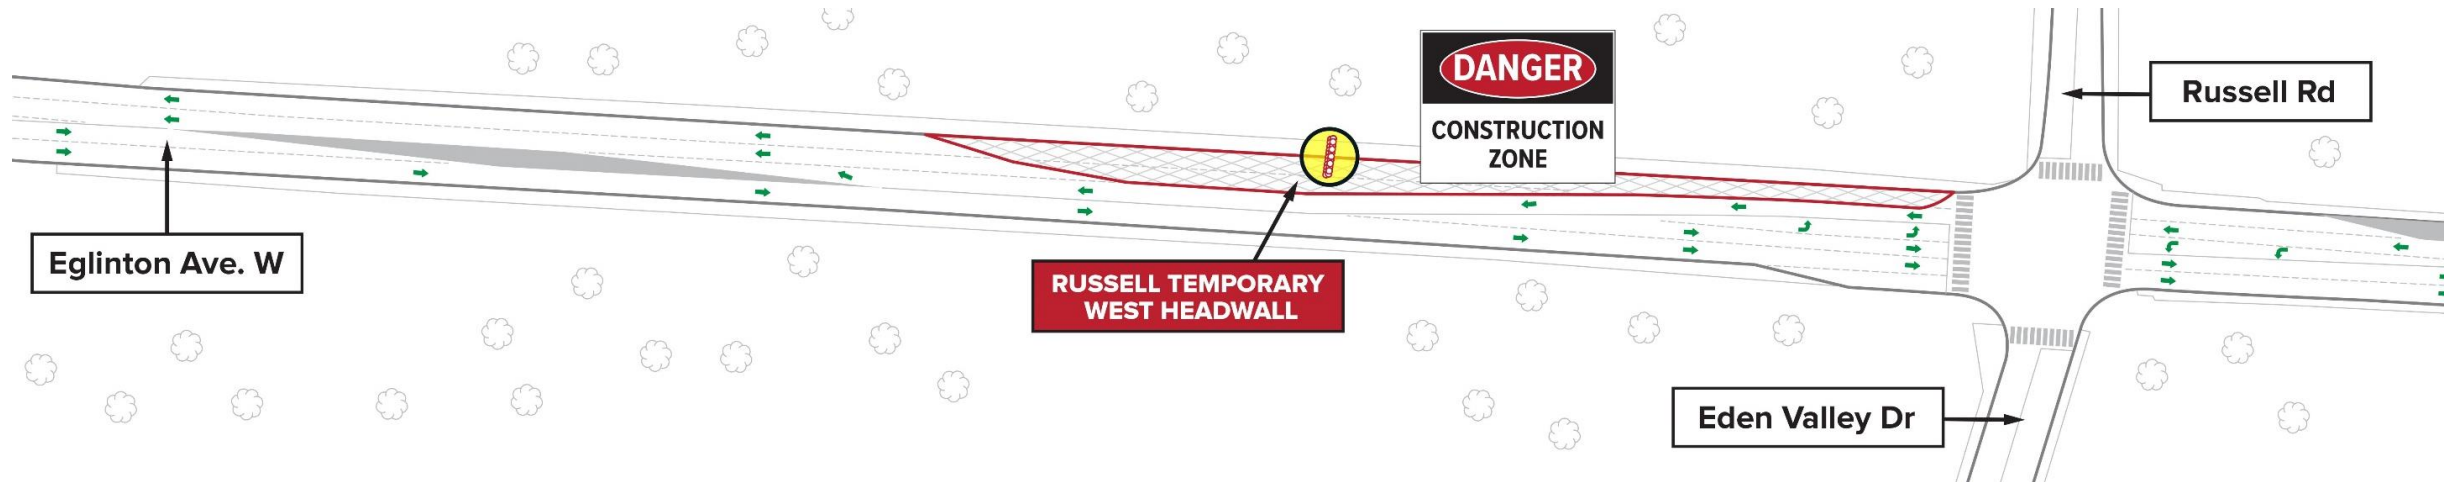 DANGER
CONSTRUCTION
ZONE
Russell Rd
Eglinton Ave. W
RUSSELL TEMPORARY
WEST HEADWALL
Eden Valley Dr